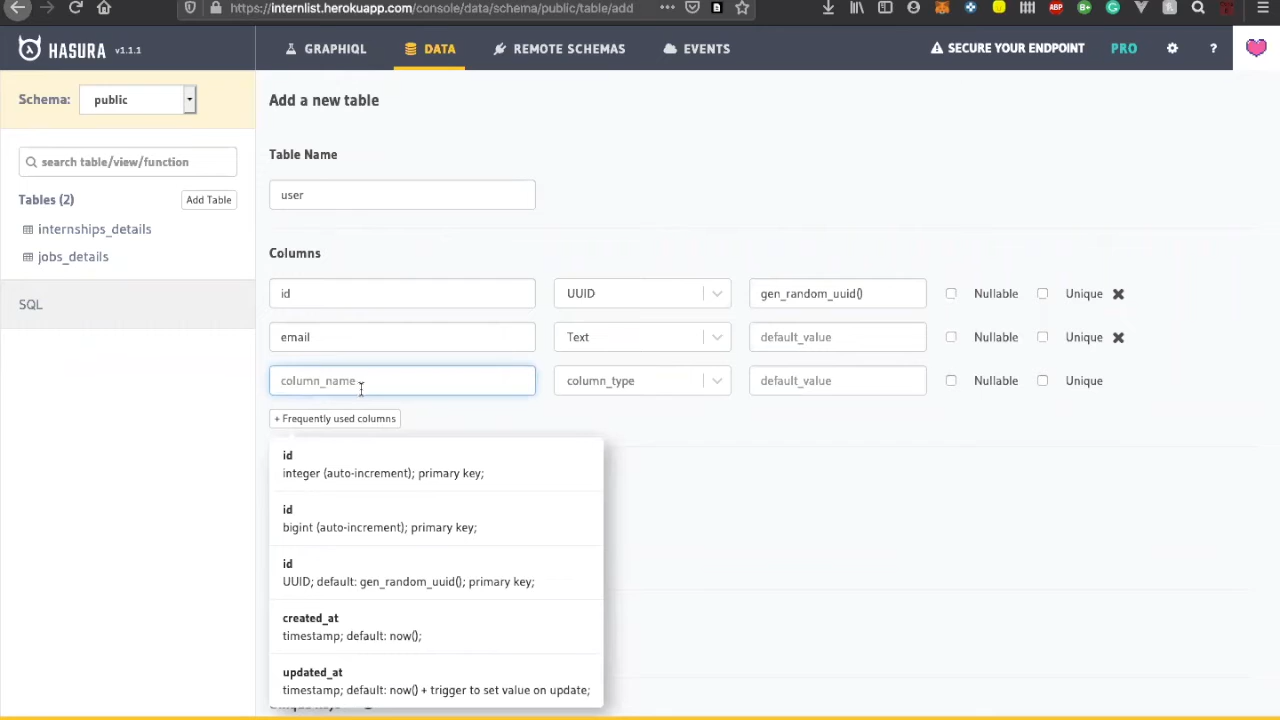 https://internlist.herokuapp.com/console/data/schema/public/table/add
ABP
HASURA v1.1.1
GRAPHIQL
DATA
REMOTE SCHEMAS
EVENTS
SECURE YOUR ENDPOINT
PRO
?
Schema: public
Add a new table
search table/view/function
Table Name
Tables (2)
Add Table
user
internships_details
jobs_details
Columns
SQL
id UUID gen_random_uuid() Nullable Unique
email Text default_value Nullable Unique
column_name column_type default_value Nullable Unique
+ Frequently used columns
id
integer (auto-increment); primary key;
id
bigint (auto-increment); primary key;
id
UUID; default: gen_random_uuid(); primary key;
created_at
timestamp; default: now();
updated_at
timestamp; default: now() + trigger to set value on update;